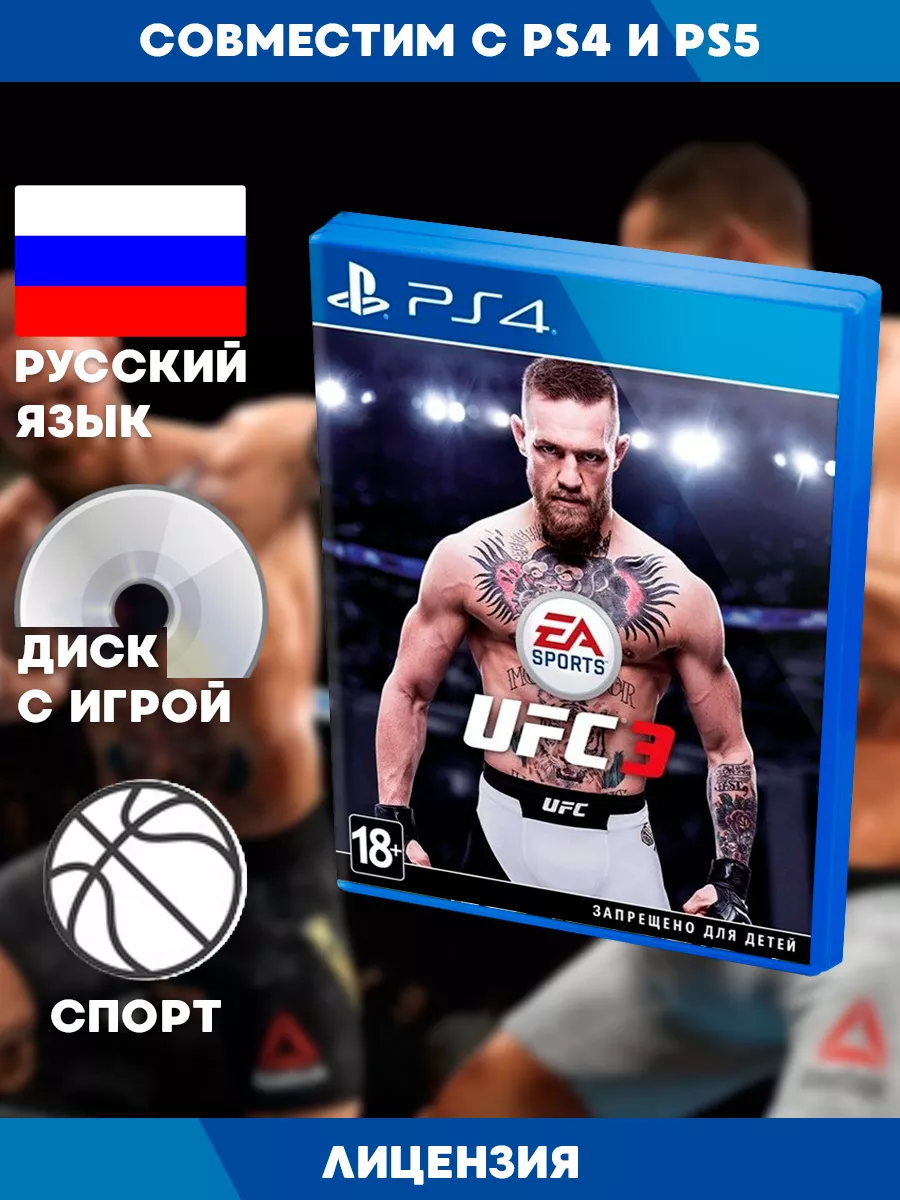 СОВМЕСТИМ С PS4 И PS5
РУССКИЙ
ЯЗЫК
ДИСК
С ИГРОЙ
СПОРТ
PS4
EA
SPORTS
UFC 3
UFC
18+
ЗАПРЕЩЕНО ДЛЯ ДЕТЕЙ
ЛИЦЕНЗИЯ